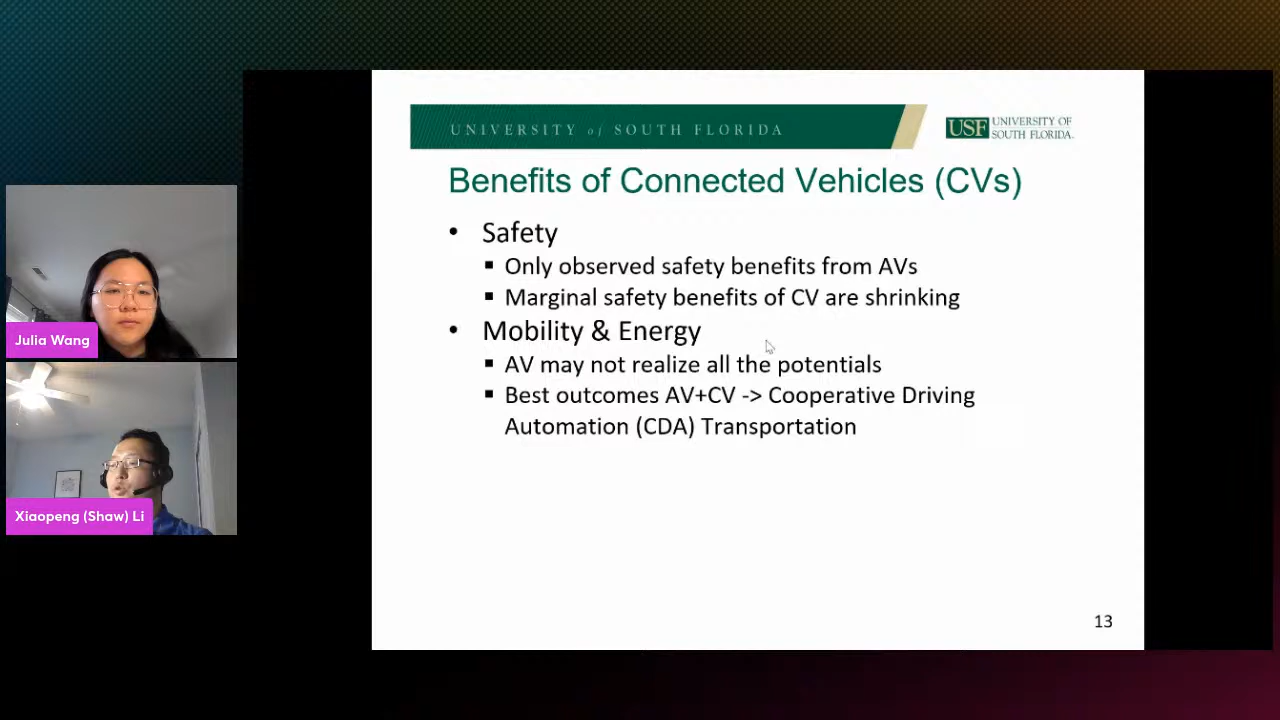 UNIVERSITY of SOUTH FLORIDA
USF UNIVERSITY OF
SOUTH FLORIDA.
Benefits of Connected Vehicles (CVs)
• Safety
▪ Only observed safety benefits from AVs
▪ Marginal safety benefits of CV are shrinking
• Mobility & Energy
▪ AV may not realize all the potentials
▪ Best outcomes AV+CV -> Cooperative Driving
Automation (CDA) Transportation
13
Julia Wang
Xiaopeng (Shaw) Li